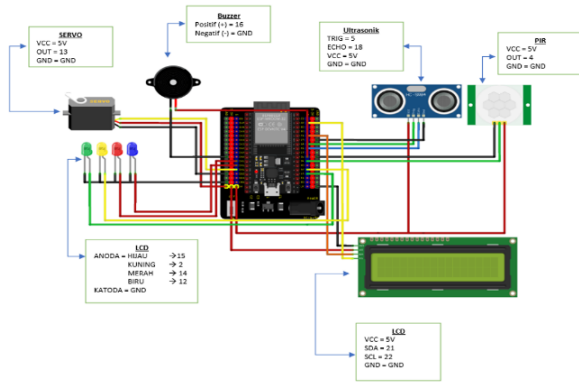 Buzzer
Positif (+) = 16
Negatif (-) = GND
SERVO
VCC = 5V
OUT = 13
GND = GND
Ultrasonik
TRIG = 5
ECHO = 18
VCC = 5V
GND = GND
PIR
VCC = 5V
OUT = 4
GND = GND
LCD
ANODA = HIJAU →15
KUNING → 2
MERAH → 14
BIRU → 12
KATODA = GND
LCD
VCC = 5V
SDA = 21
SCL = 22
GND = GND